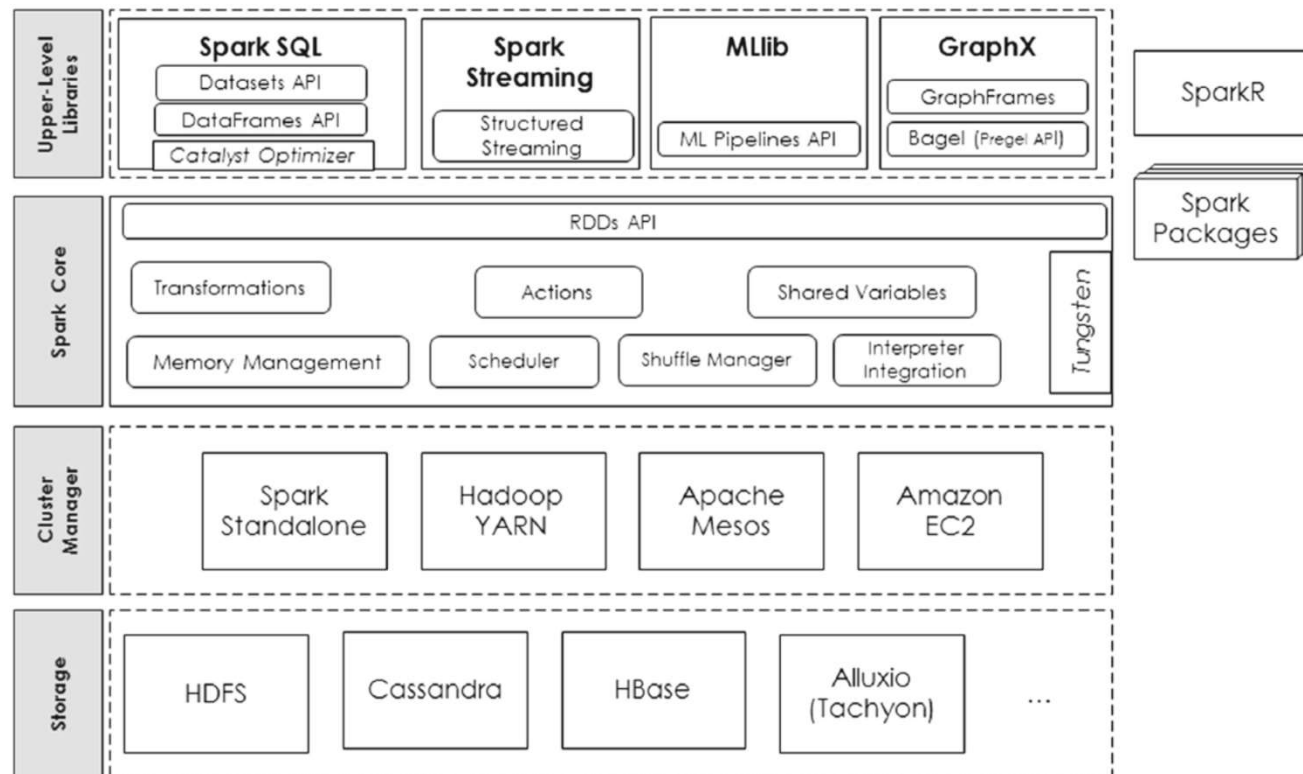 Upper-Level
Libraries
Spark SQL
Datasets API
DataFrames API
Catalyst Optimizer
Spark
Streaming
Structured
Streaming
MLlib
ML Pipelines API
GraphX
GraphFrames
Bagel (Pregel API)
SparkR
Spark
Packages
Spark Core
RDDs API
Transformations
Actions
Shared Variables
Memory Management
Scheduler
Shuffle Manager
Interpreter
Integration
Tungsten
Cluster
Manager
Spark
Standalone
Hadoop
YARN
Apache
Mesos
Amazon
EC2
Storage
HDFS
Cassandra
HBase
Alluxio
(Tachyon)
...